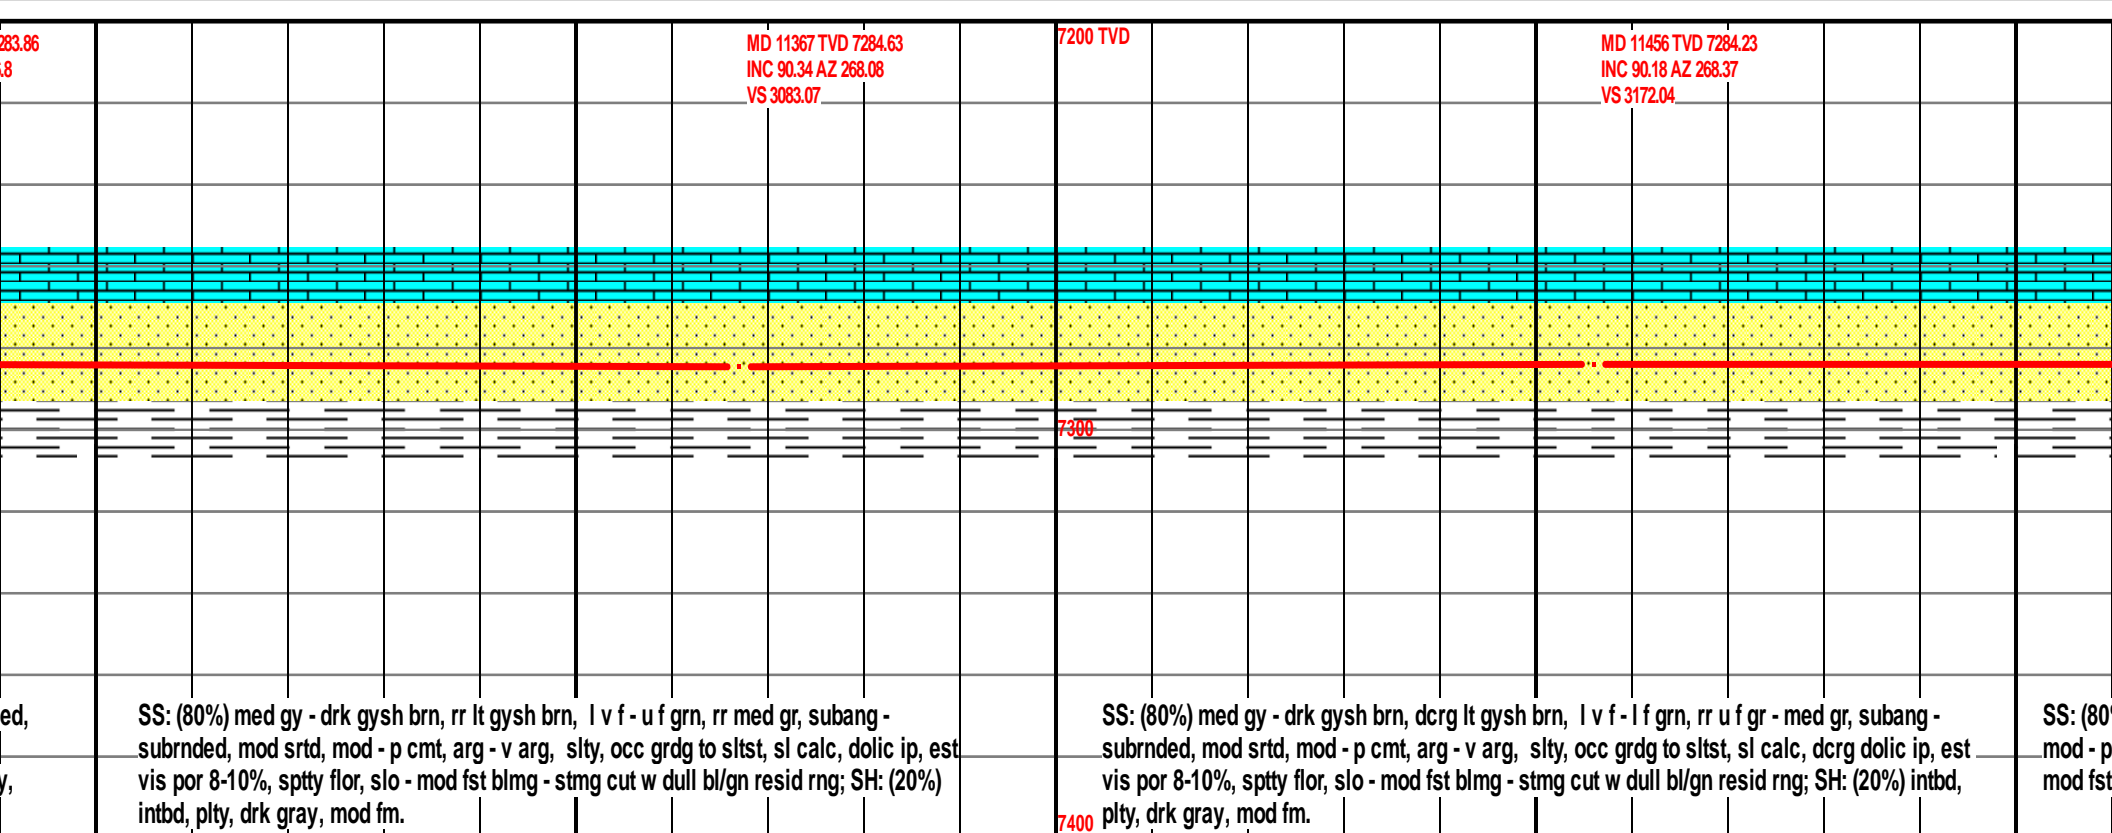 283.86
.8
MD 11367 TVD 7284.63
INC 90.34 AZ 268.08
VS 3083.07
7200 TVD
MD 11456 TVD 7284.23
INC 90.18 AZ 268.37
VS 3172.04
7300
ed,
y,
SS: (80%) med gy - drk gysh brn, rr lt gysh brn, l v f - u f grn, rr med gr, subang -
subrnded, mod srtd, mod - p cmt, arg - v arg, slty, occ grdg to sltst, sl calc, dolic ip, est
vis por 8-10%, sptty flor, slo - mod fst blmg - stmg cut w dull bl/gn resid rng; SH: (20%)
intbd, plty, drk gray, mod fm.
SS: (80%) med gy - drk gysh brn, dcrg lt gysh brn, l v f - l f grn, rr u f gr - med gr, subang -
subrnded, mod srtd, mod - p cmt, arg - v arg, slty, occ grdg to sltst, sl calc, dcrg dolic ip, est
vis por 8-10%, sptty flor, slo - mod fst blmg - stmg cut w dull bl/gn resid rng; SH: (20%) intbd,
plty, drk gray, mod fm.
7400
SS: (80%
mod - p
mod fst